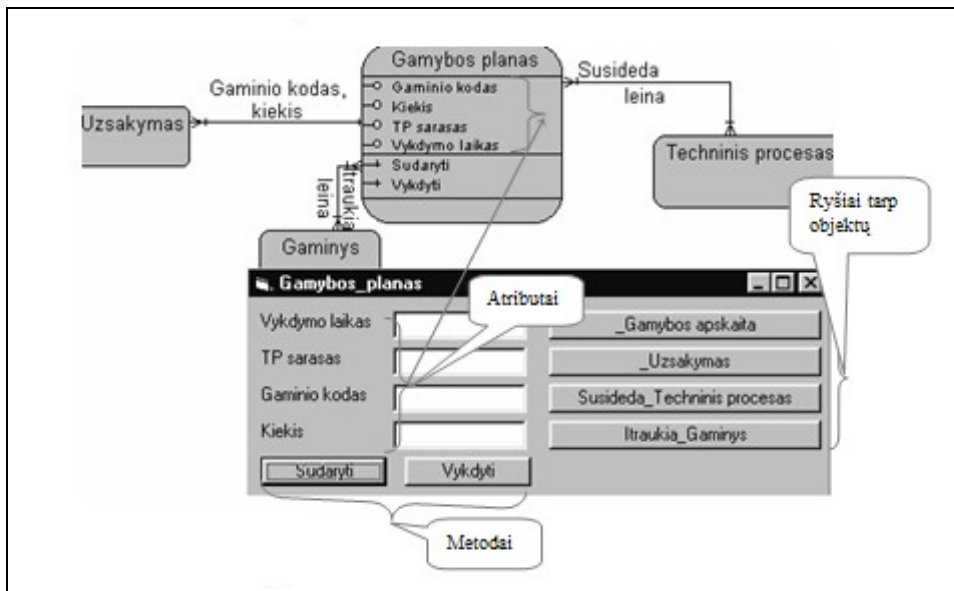 Gamybos planas
Gaminio kodas
Kiekis
TP sarasas
Vykdymo laikas
Sudaryti
Vykdyti
Gaminio kodas,
kiekis
Uzsakymas
Susideda
Ieina
Techninis procesas
Itraukia
Ieina
Gaminys
Ryšiai tarp
objektų
Gamybos_planas
Atributai
Vykdymo laikas
TP sarasas
Gaminio kodas
Kiekis
_Gamybos apskaita
_Uzsakymas
Susideda_Techninis procesas
Itraukia_Gaminys
Sudaryti
Vykdyti
Metodai